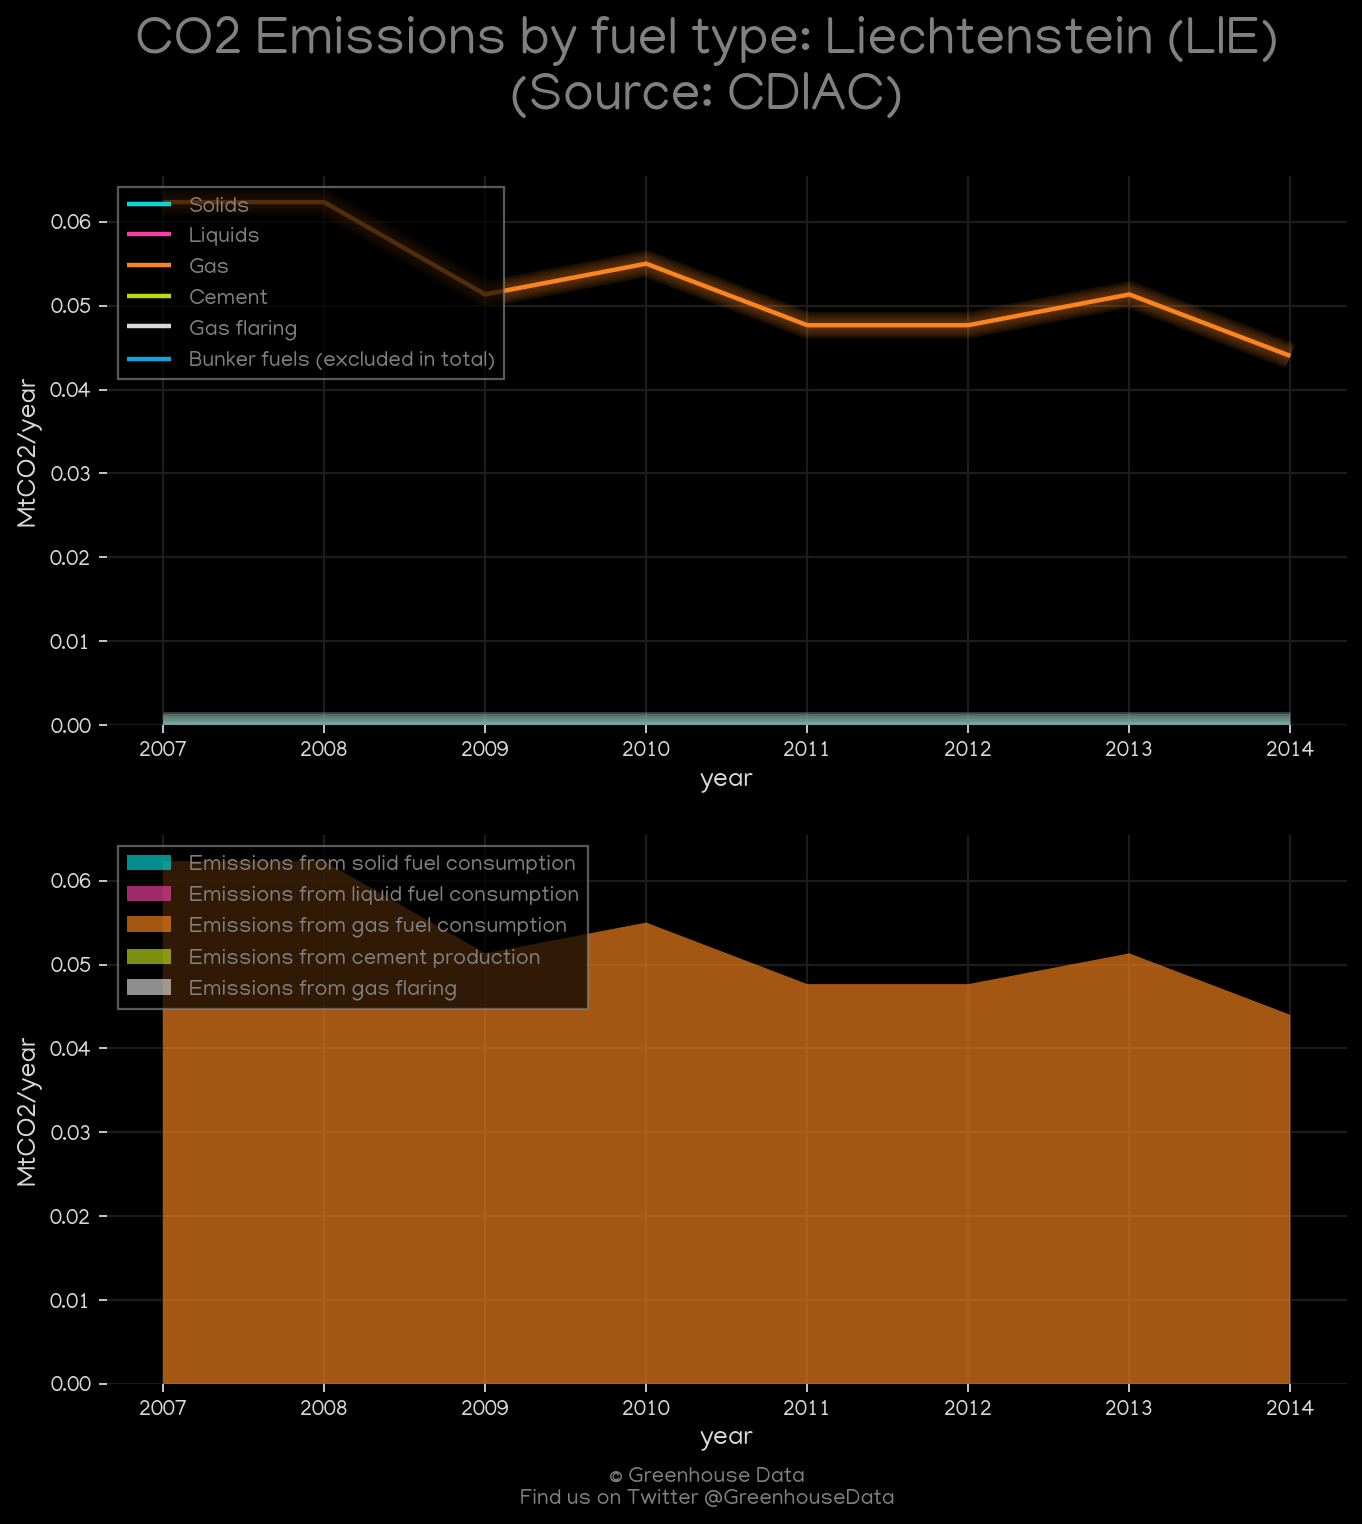 CO2 Emissions by fuel type: Liechtenstein (LIE)
(Source: CDIAC)
Solids
Liquids
Gas
Cement
Gas flaring
Bunker fuels (excluded in total)
MtCO2/year
0.06
0.05
0.04
0.03
0.02
0.01
0.00
2007 2008 2009 2010 2011 2012 2013 2014
year
Emissions from solid fuel consumption
Emissions from liquid fuel consumption
Emissions from gas fuel consumption
Emissions from cement production
Emissions from gas flaring
MtCO2/year
0.06
0.05
0.04
0.03
0.02
0.01
0.00
2007 2008 2009 2010 2011 2012 2013 2014
year
© Greenhouse Data
Find us on Twitter @GreenhouseData